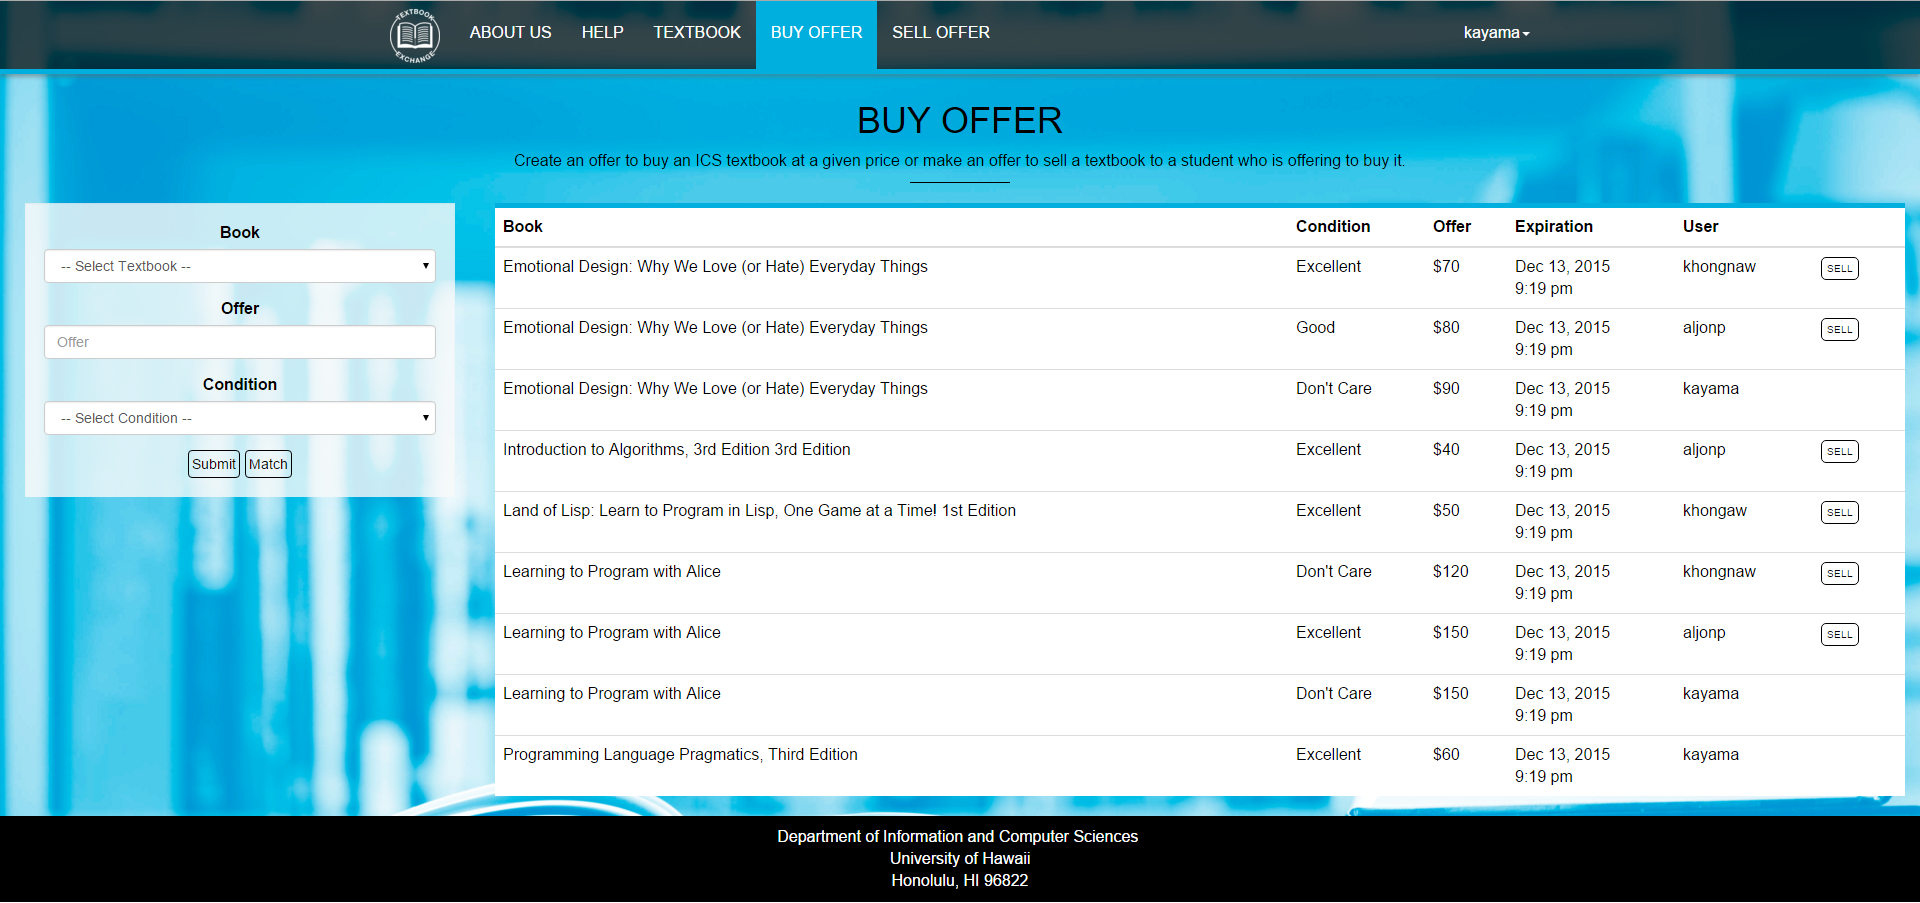 TEXTBOOK EXCHANGE
ABOUT US HELP TEXTBOOK BUY OFFER SELL OFFER kayama
BUY OFFER
Create an offer to buy an ICS textbook at a given price or make an offer to sell a textbook to a student who is offering to buy it.
Book
-- Select Textbook --
Offer
Offer
Condition
-- Select Condition --
Submit Match
Book Condition Offer Expiration User
Emotional Design: Why We Love (or Hate) Everyday Things Excellent $70 Dec 13, 2015 khongnaw SELL
9:19 pm
Emotional Design: Why We Love (or Hate) Everyday Things Good $80 Dec 13, 2015 aljonp SELL
9:19 pm
Emotional Design: Why We Love (or Hate) Everyday Things Don't Care $90 Dec 13, 2015 kayama
9:19 pm
Introduction to Algorithms, 3rd Edition 3rd Edition Excellent $40 Dec 13, 2015 aljonp SELL
9:19 pm
Land of Lisp: Learn to Program in Lisp, One Game at a Time! 1st Edition Excellent $50 Dec 13, 2015 khongaw SELL
9:19 pm
Learning to Program with Alice Don't Care $120 Dec 13, 2015 khongnaw SELL
9:19 pm
Learning to Program with Alice Excellent $150 Dec 13, 2015 aljonp SELL
9:19 pm
Learning to Program with Alice Don't Care $150 Dec 13, 2015 kayama
9:19 pm
Programming Language Pragmatics, Third Edition Excellent $60 Dec 13, 2015 kayama
9:19 pm
Department of Information and Computer Sciences
University of Hawaii
Honolulu, HI 96822